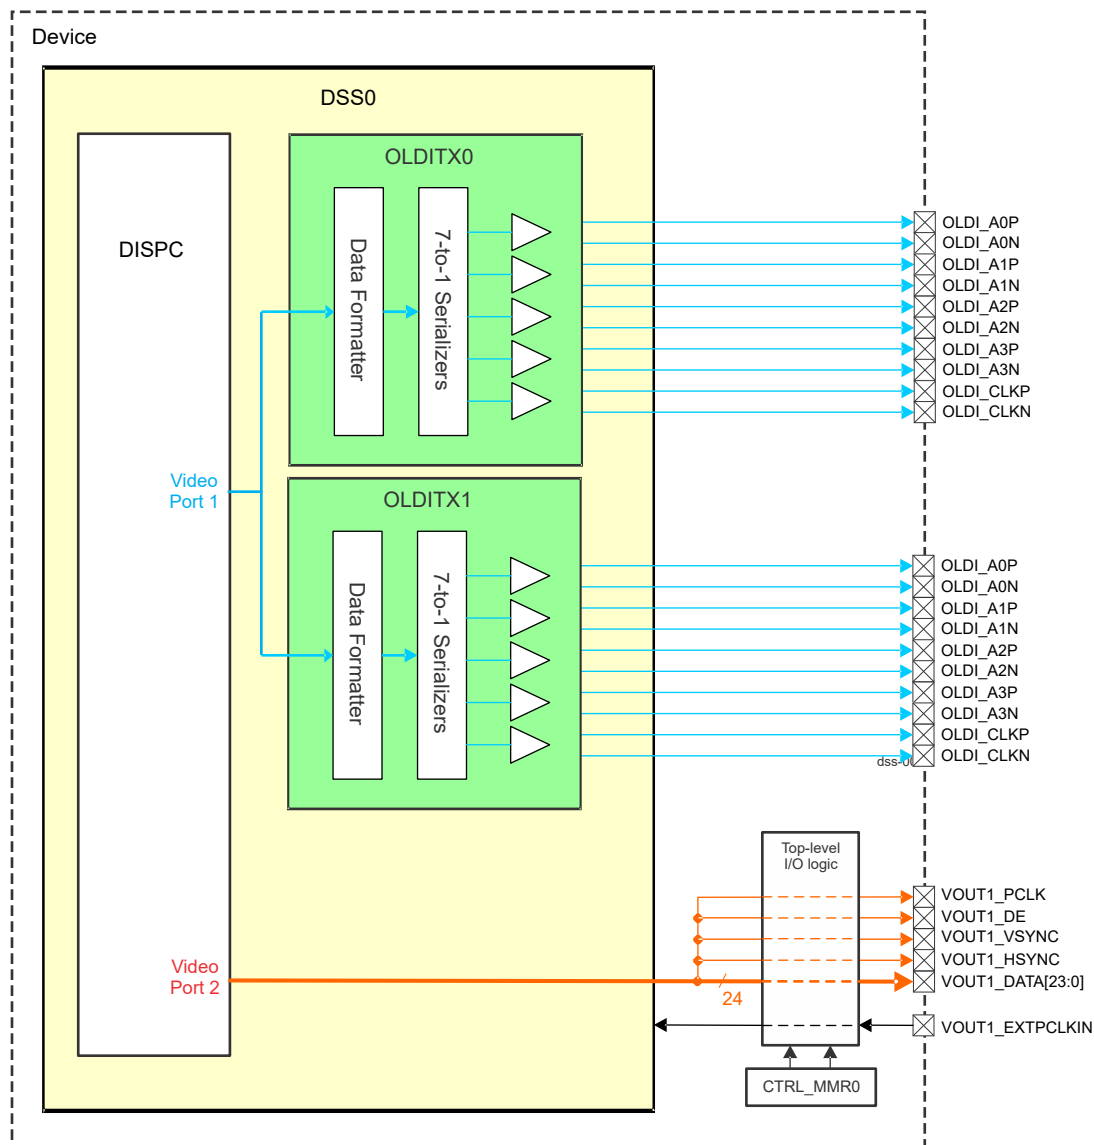 Device
DSS0
DISPC
OLDITX0
Data Formatter
7-to-1 Serializers
OLDI_A0P
OLDI_A0N
OLDI_A1P
OLDI_A1N
OLDI_A2P
OLDI_A2N
OLDI_A3P
OLDI_A3N
OLDI_CLKP
OLDI_CLKN
Video
Port 1
OLDITX1
Data Formatter
7-to-1 Serializers
OLDI_A0P
OLDI_A0N
OLDI_A1P
OLDI_A1N
OLDI_A2P
OLDI_A2N
OLDI_A3P
OLDI_A3N
OLDI_CLKP
OLDI_CLKN
Top-level
I/O logic
VOUT1_PCLK
VOUT1_DE
VOUT1_VSYNC
VOUT1_HSYNC
VOUT1_DATA[23:0]
Video
Port 2
24
VOUT1_EXTPCLKIN
CTRL_MMR0